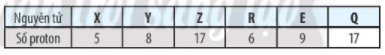 Nguyên tử X Y Z R E Q
Số proton 5 8 17 6 9 17